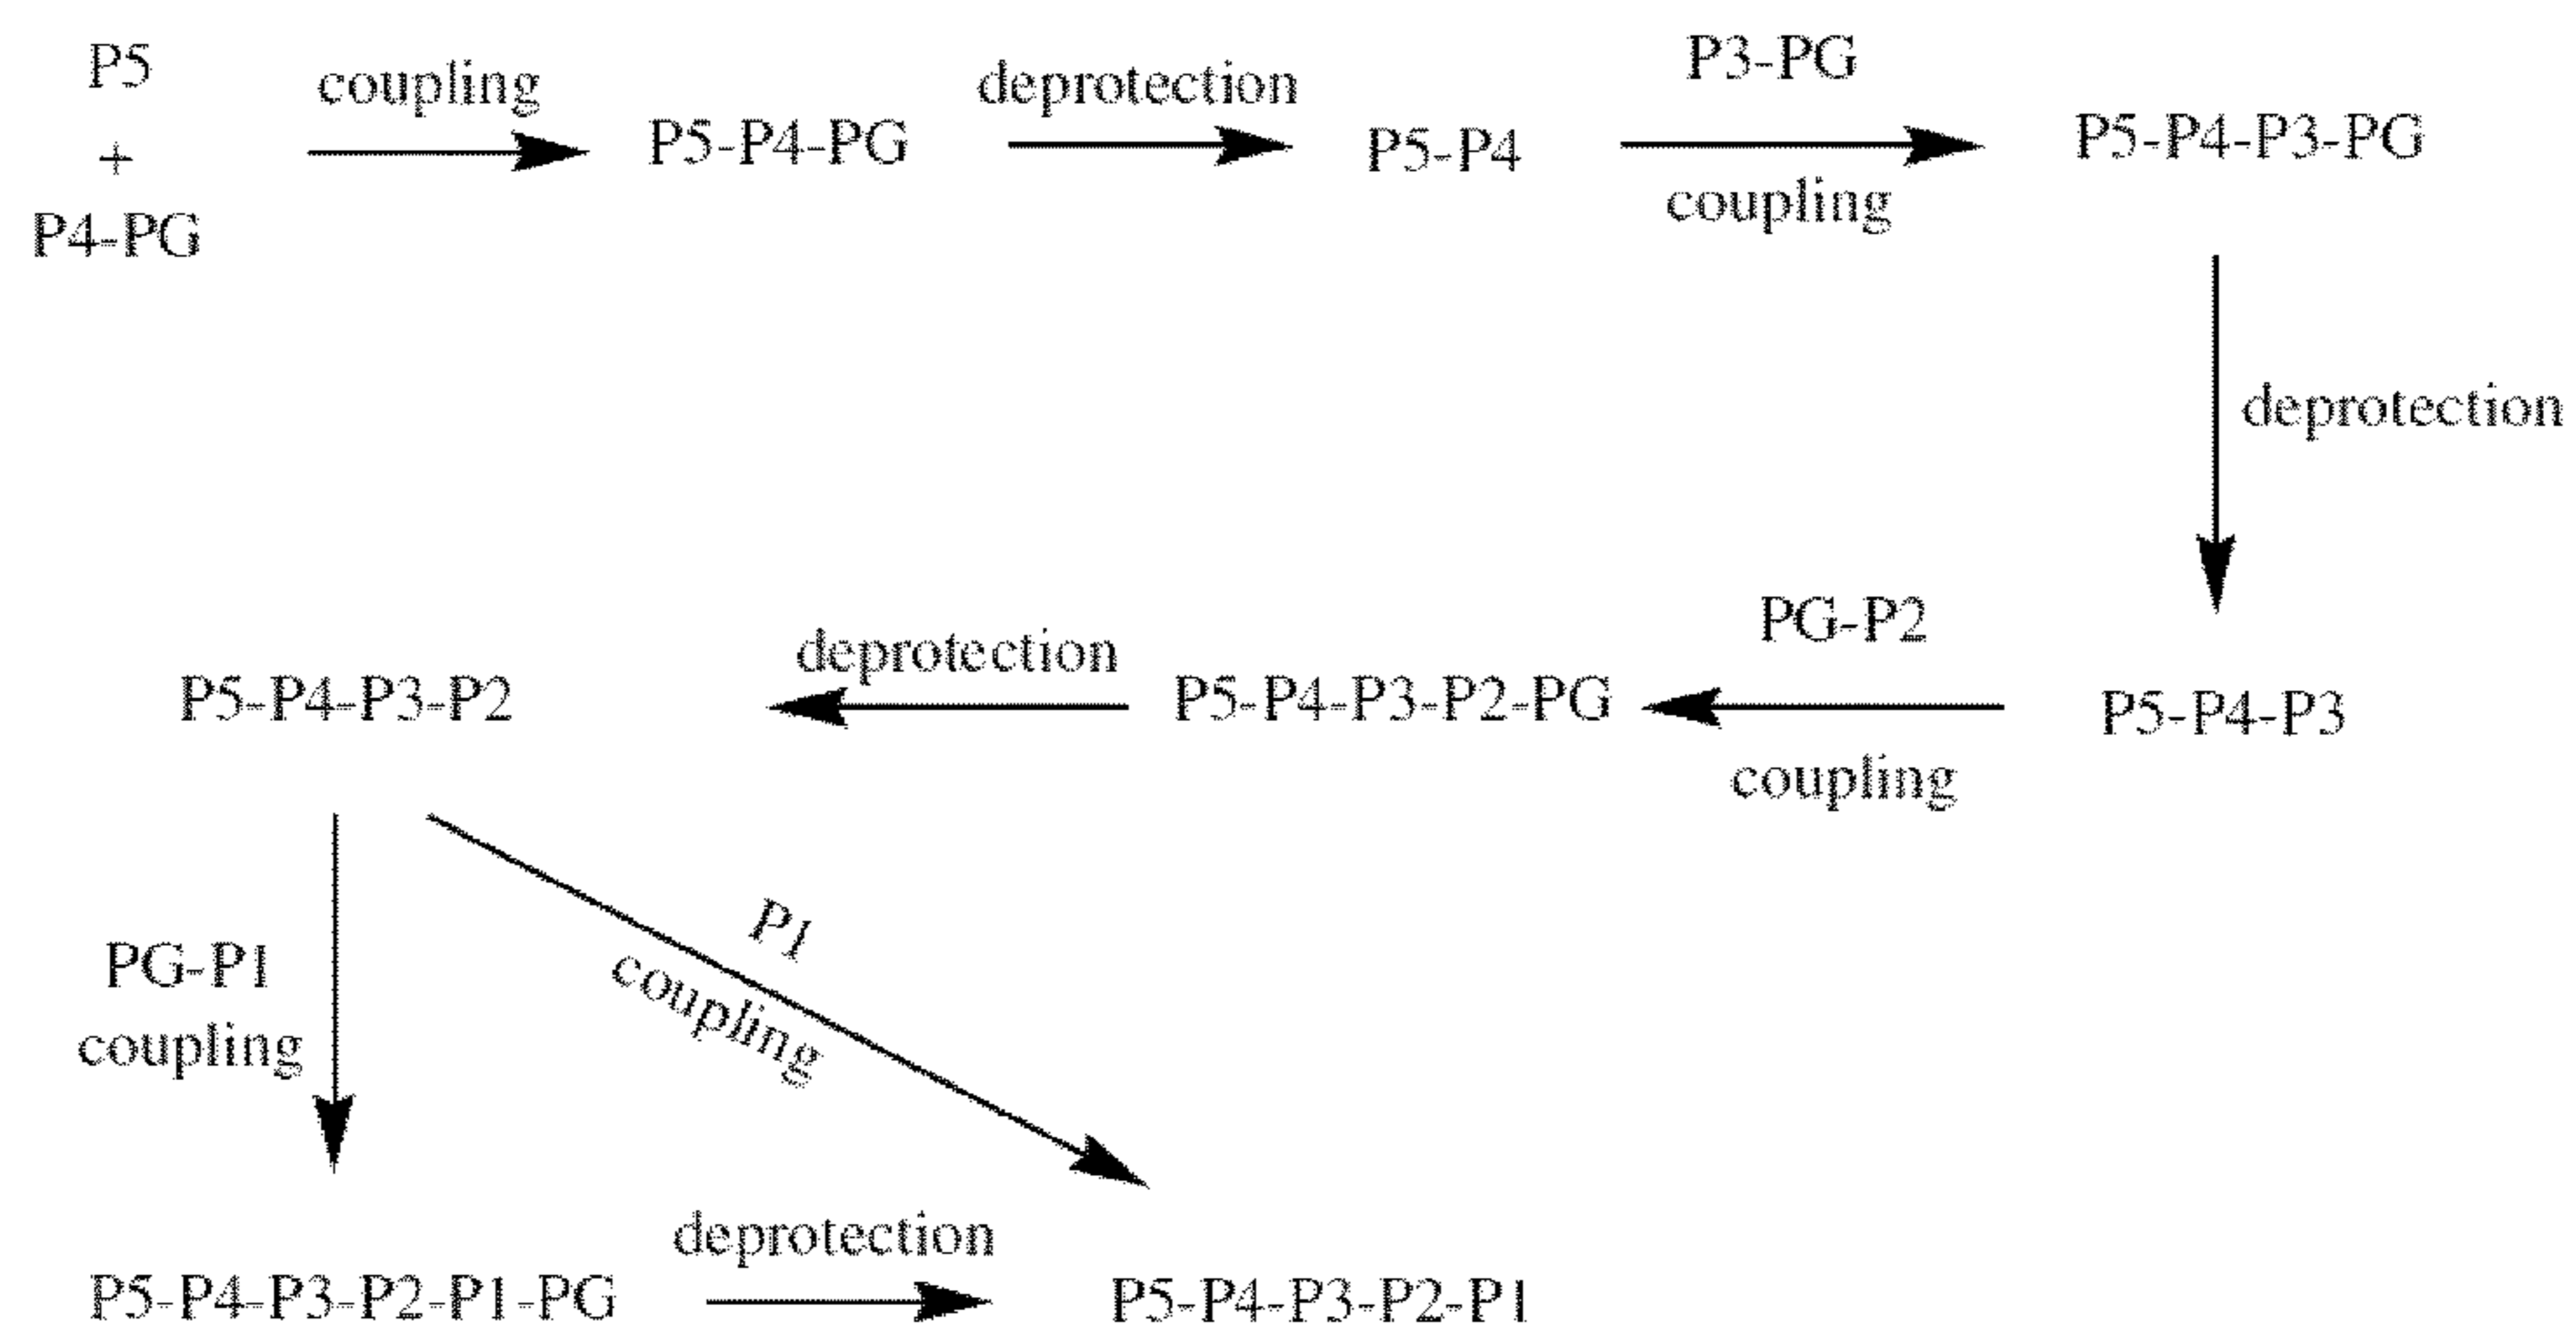 P5
+
P4-PG
coupling
P5-P4-PG
deprotection
P5-P4
P3-PG
coupling
P5-P4-P3-PG
deprotection
P5-P4-P3
PG-P2
coupling
P5-P4-P3-P2-PG
deprotection
P5-P4-P3-P2
PG-P1
coupling
P1
coupling
P5-P4-P3-P2-P1-PG
deprotection
P5-P4-P3-P2-P1